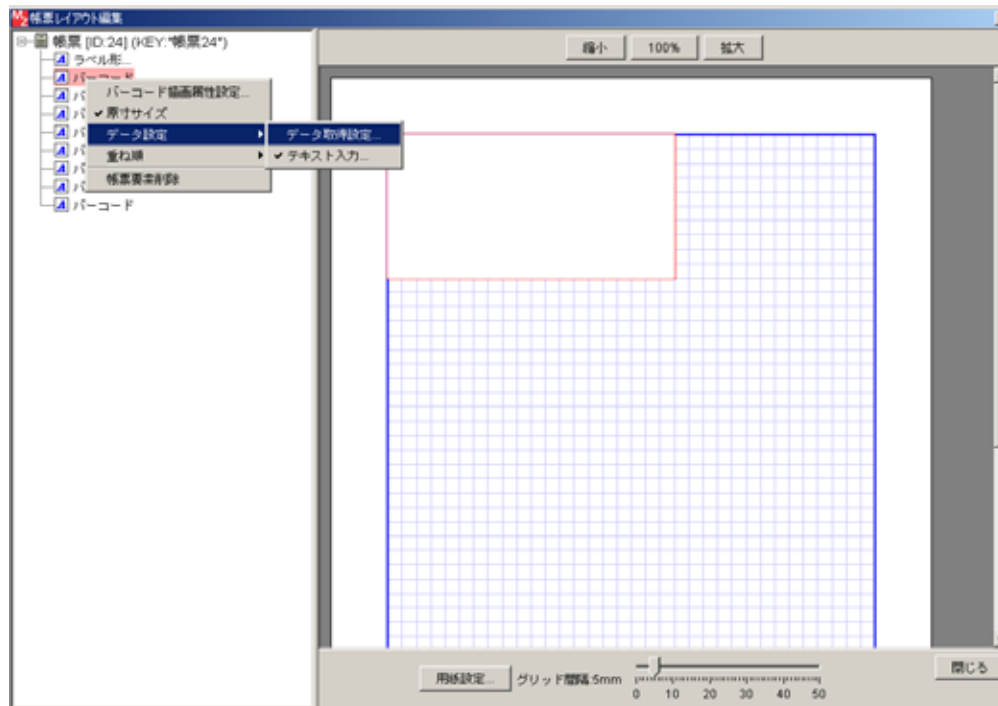 帳票レイアウト編集
帳票 [ID:24] (KEY:"帳票24")
ラベル形...
バーコード
バーコード描画属性設定...
原寸サイズ
データ設定
重ね順
帳票要素削除
データ取得設定...
テキスト入力...
バーコード
縮小
100%
拡大
用紙設定...
グリッド間隔:5mm
0 10 20 30 40 50
閉じる